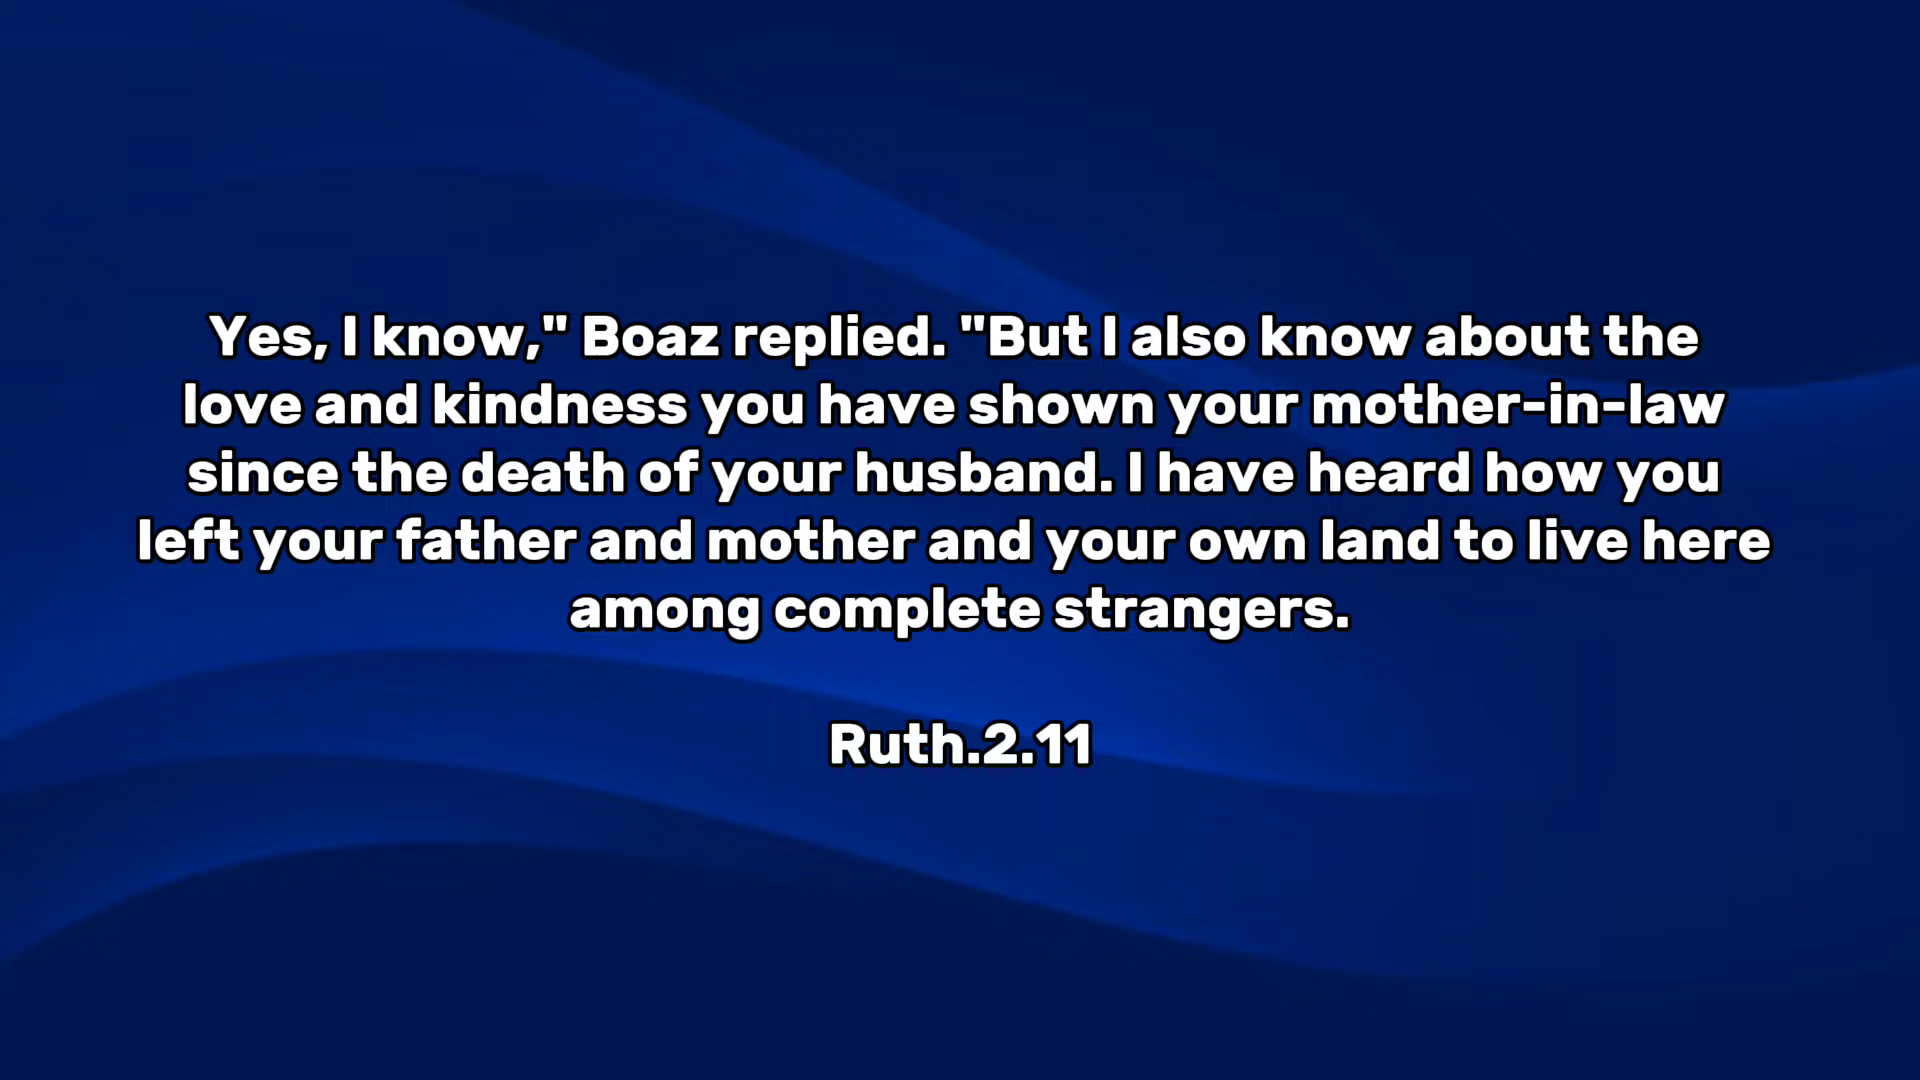 Yes, I know," Boaz replied. "But I also know about the
love and kindness you have shown your mother-in-law
since the death of your husband. I have heard how you
left your father and mother and your own land to live here
among complete strangers.
Ruth.2.11